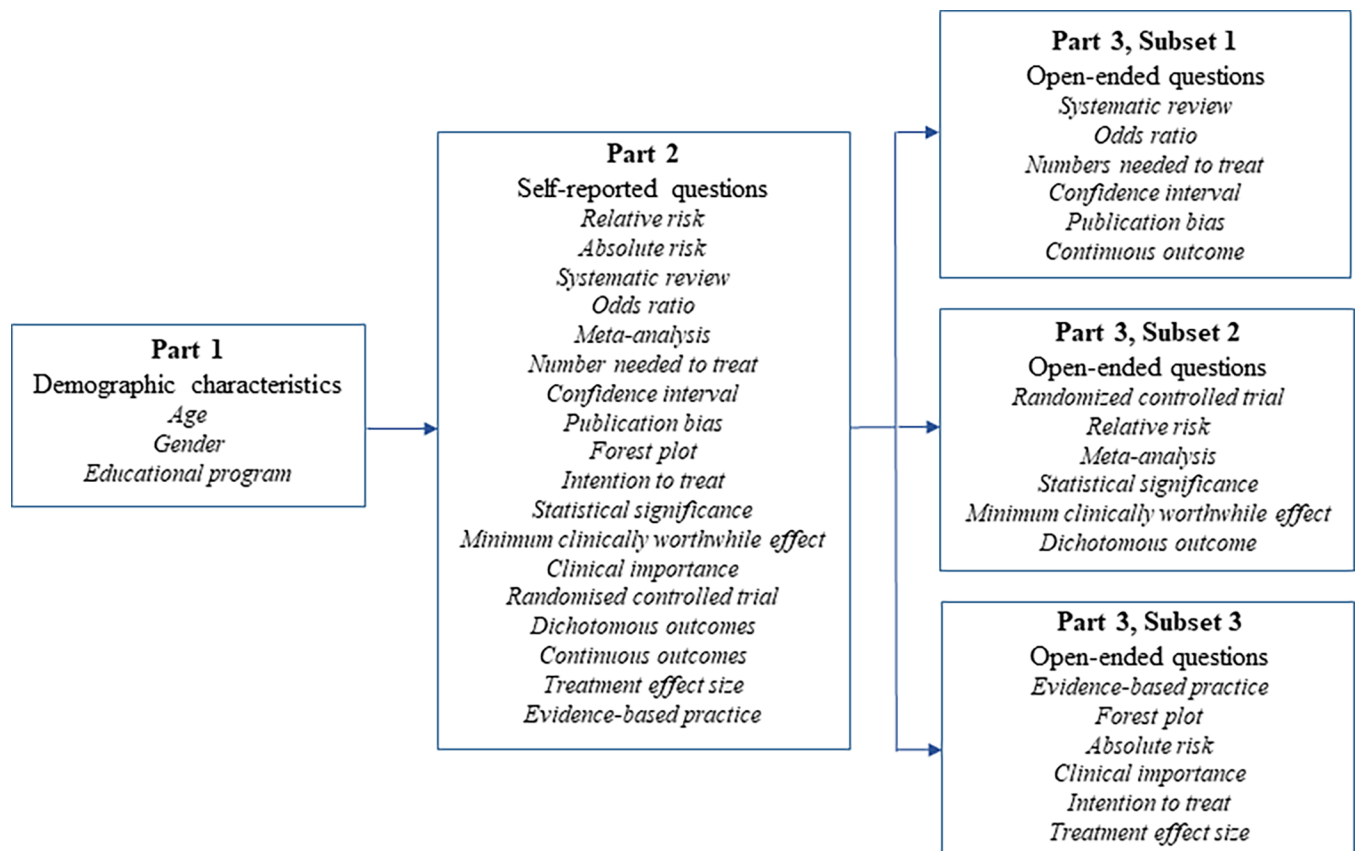 Part 1
Demographic characteristics
Age
Gender
Educational program
Part 2
Self-reported questions
Relative risk
Absolute risk
Systematic review
Odds ratio
Meta-analysis
Number needed to treat
Confidence interval
Publication bias
Forest plot
Intention to treat
Statistical significance
Minimum clinically worthwhile effect
Clinical importance
Randomised controlled trial
Dichotomous outcomes
Continuous outcomes
Treatment effect size
Evidence-based practice
Part 3, Subset 1
Open-ended questions
Systematic review
Odds ratio
Numbers needed to treat
Confidence interval
Publication bias
Continuous outcome
Part 3, Subset 2
Open-ended questions
Randomized controlled trial
Relative risk
Meta-analysis
Statistical significance
Minimum clinically worthwhile effect
Dichotomous outcome
Part 3, Subset 3
Open-ended questions
Evidence-based practice
Forest plot
Absolute risk
Clinical importance
Intention to treat
Treatment effect size